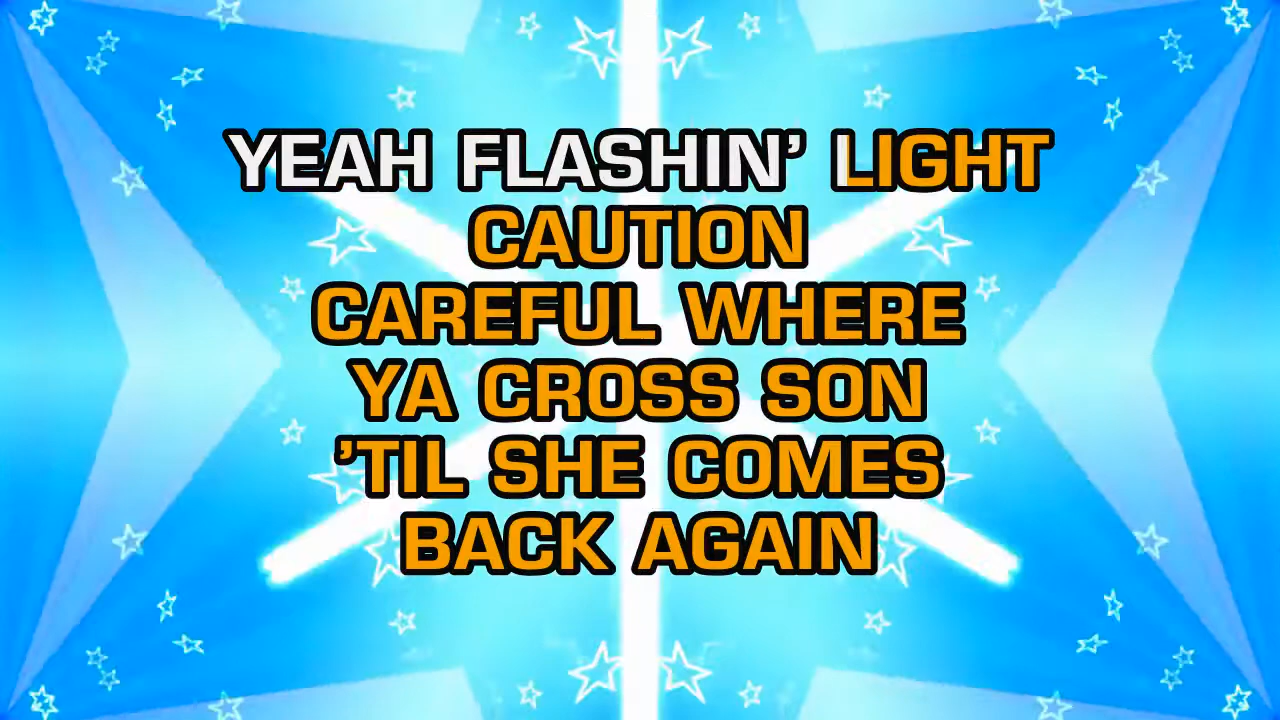 YEAH FLASHIN’ LIGHT
CAUTION
CAREFUL WHERE
YA CROSS SON
’TIL SHE COMES
BACK AGAIN